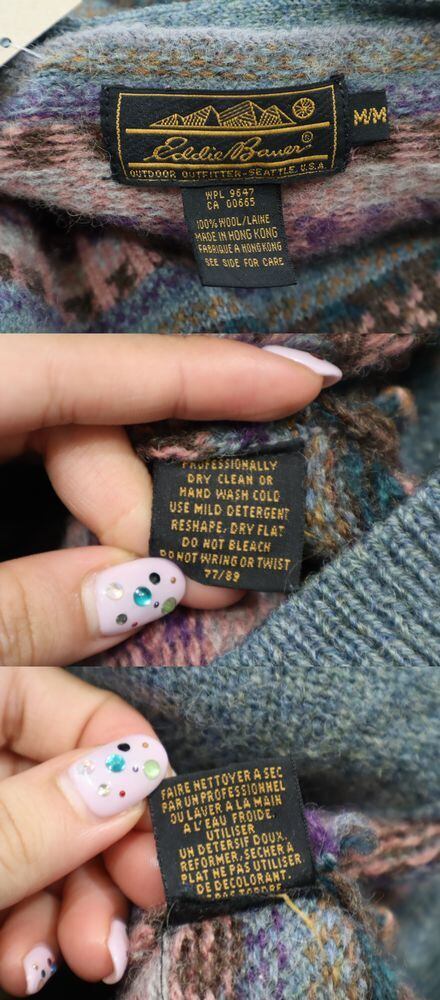 Eddie Bauer®
M/M
OUTDOOR OUTFITTER-SEATTLE, U.S.A.
WPL 9647
CA 00665
100% WOOL/LAINE
MADE IN HONG KONG
FABRIQUE A HONG KONG
SEE SIDE FOR CARE
PROFESSIONALLY
DRY CLEAN OR
HAND WASH COLD
USE MILD DETERGENT
RESHAPE. DRY FLAT
DO NOT BLEACH
DO NOT WRING OR TWIST
77/89
FAIRE NETTOYER A SEC
PAR UN PROFESSIONNEL
OU LAVER A LA MAIN
A L'EAU FROIDE.
UTILISER
UN DETERSIF DOUX.
REFORMER, SECHER A
PLAT NE PAS UTILISER
DE DECOLORANT.